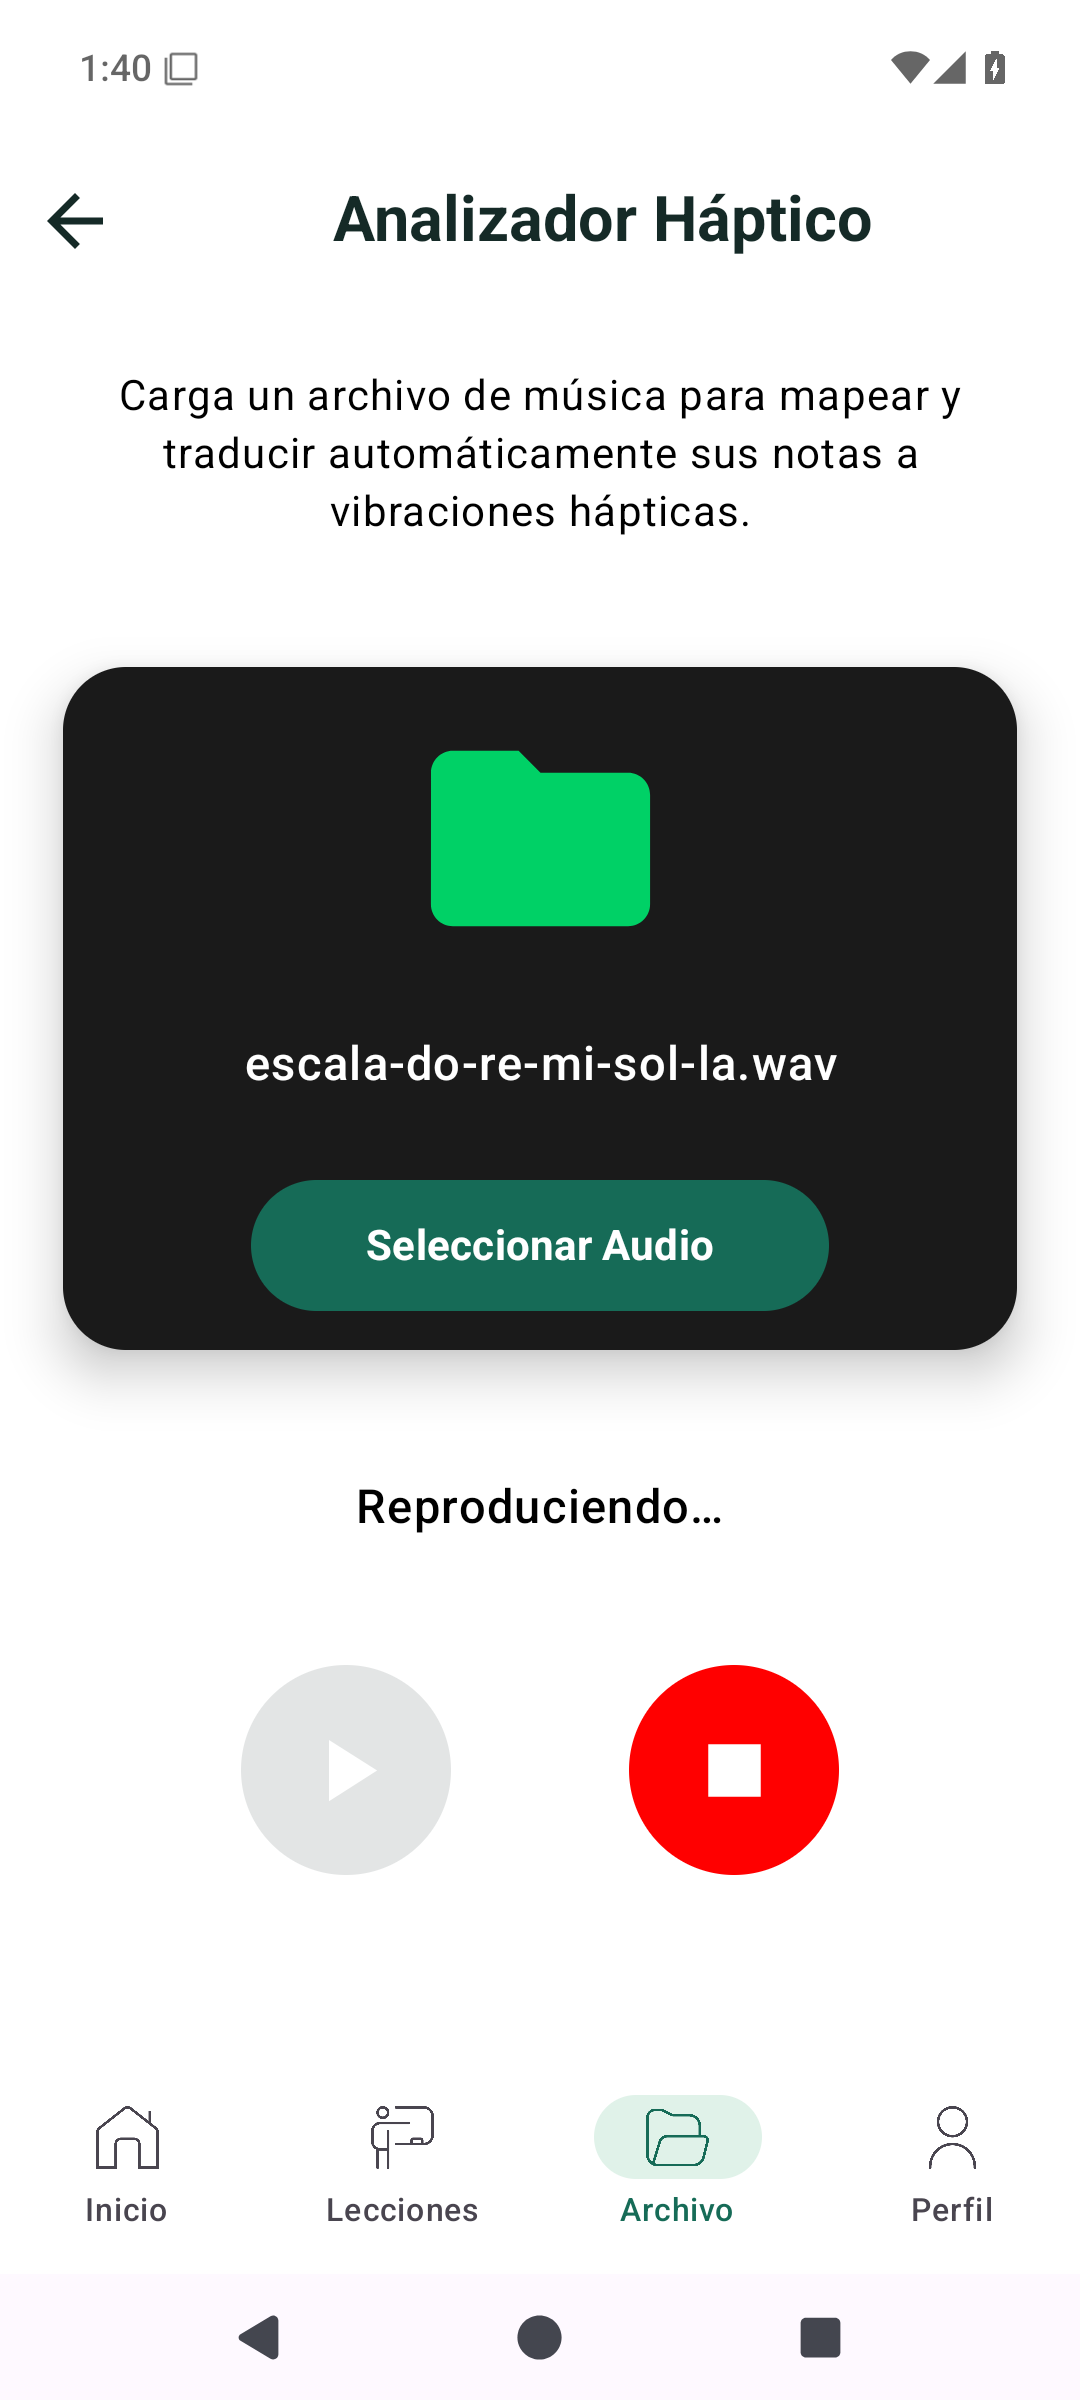 1:40
Analizador Háptico
Carga un archivo de música para mapear y
traducir automáticamente sus notas a
vibraciones hápticas.
escala-do-re-mi-sol-la.wav
Seleccionar Audio
Reproduciendo…
Inicio
Lecciones
Archivo
Perfil